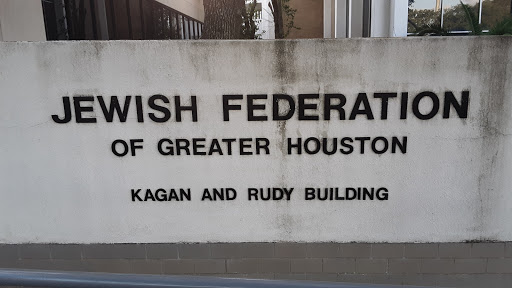 JEWISH FEDERATION
OF GREATER HOUSTON
KAGAN AND RUDY BUILDING